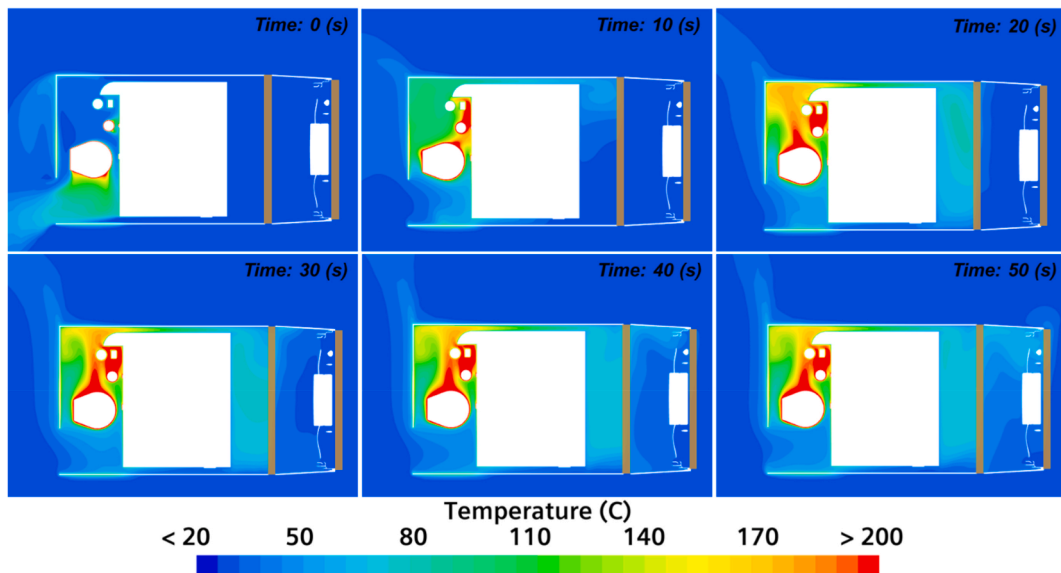 Time: 0 (s)
Time: 10 (s)
Time: 20 (s)
Time: 30 (s)
Time: 40 (s)
Time: 50 (s)
Temperature (C)
< 20 50 80 110 140 170 > 200